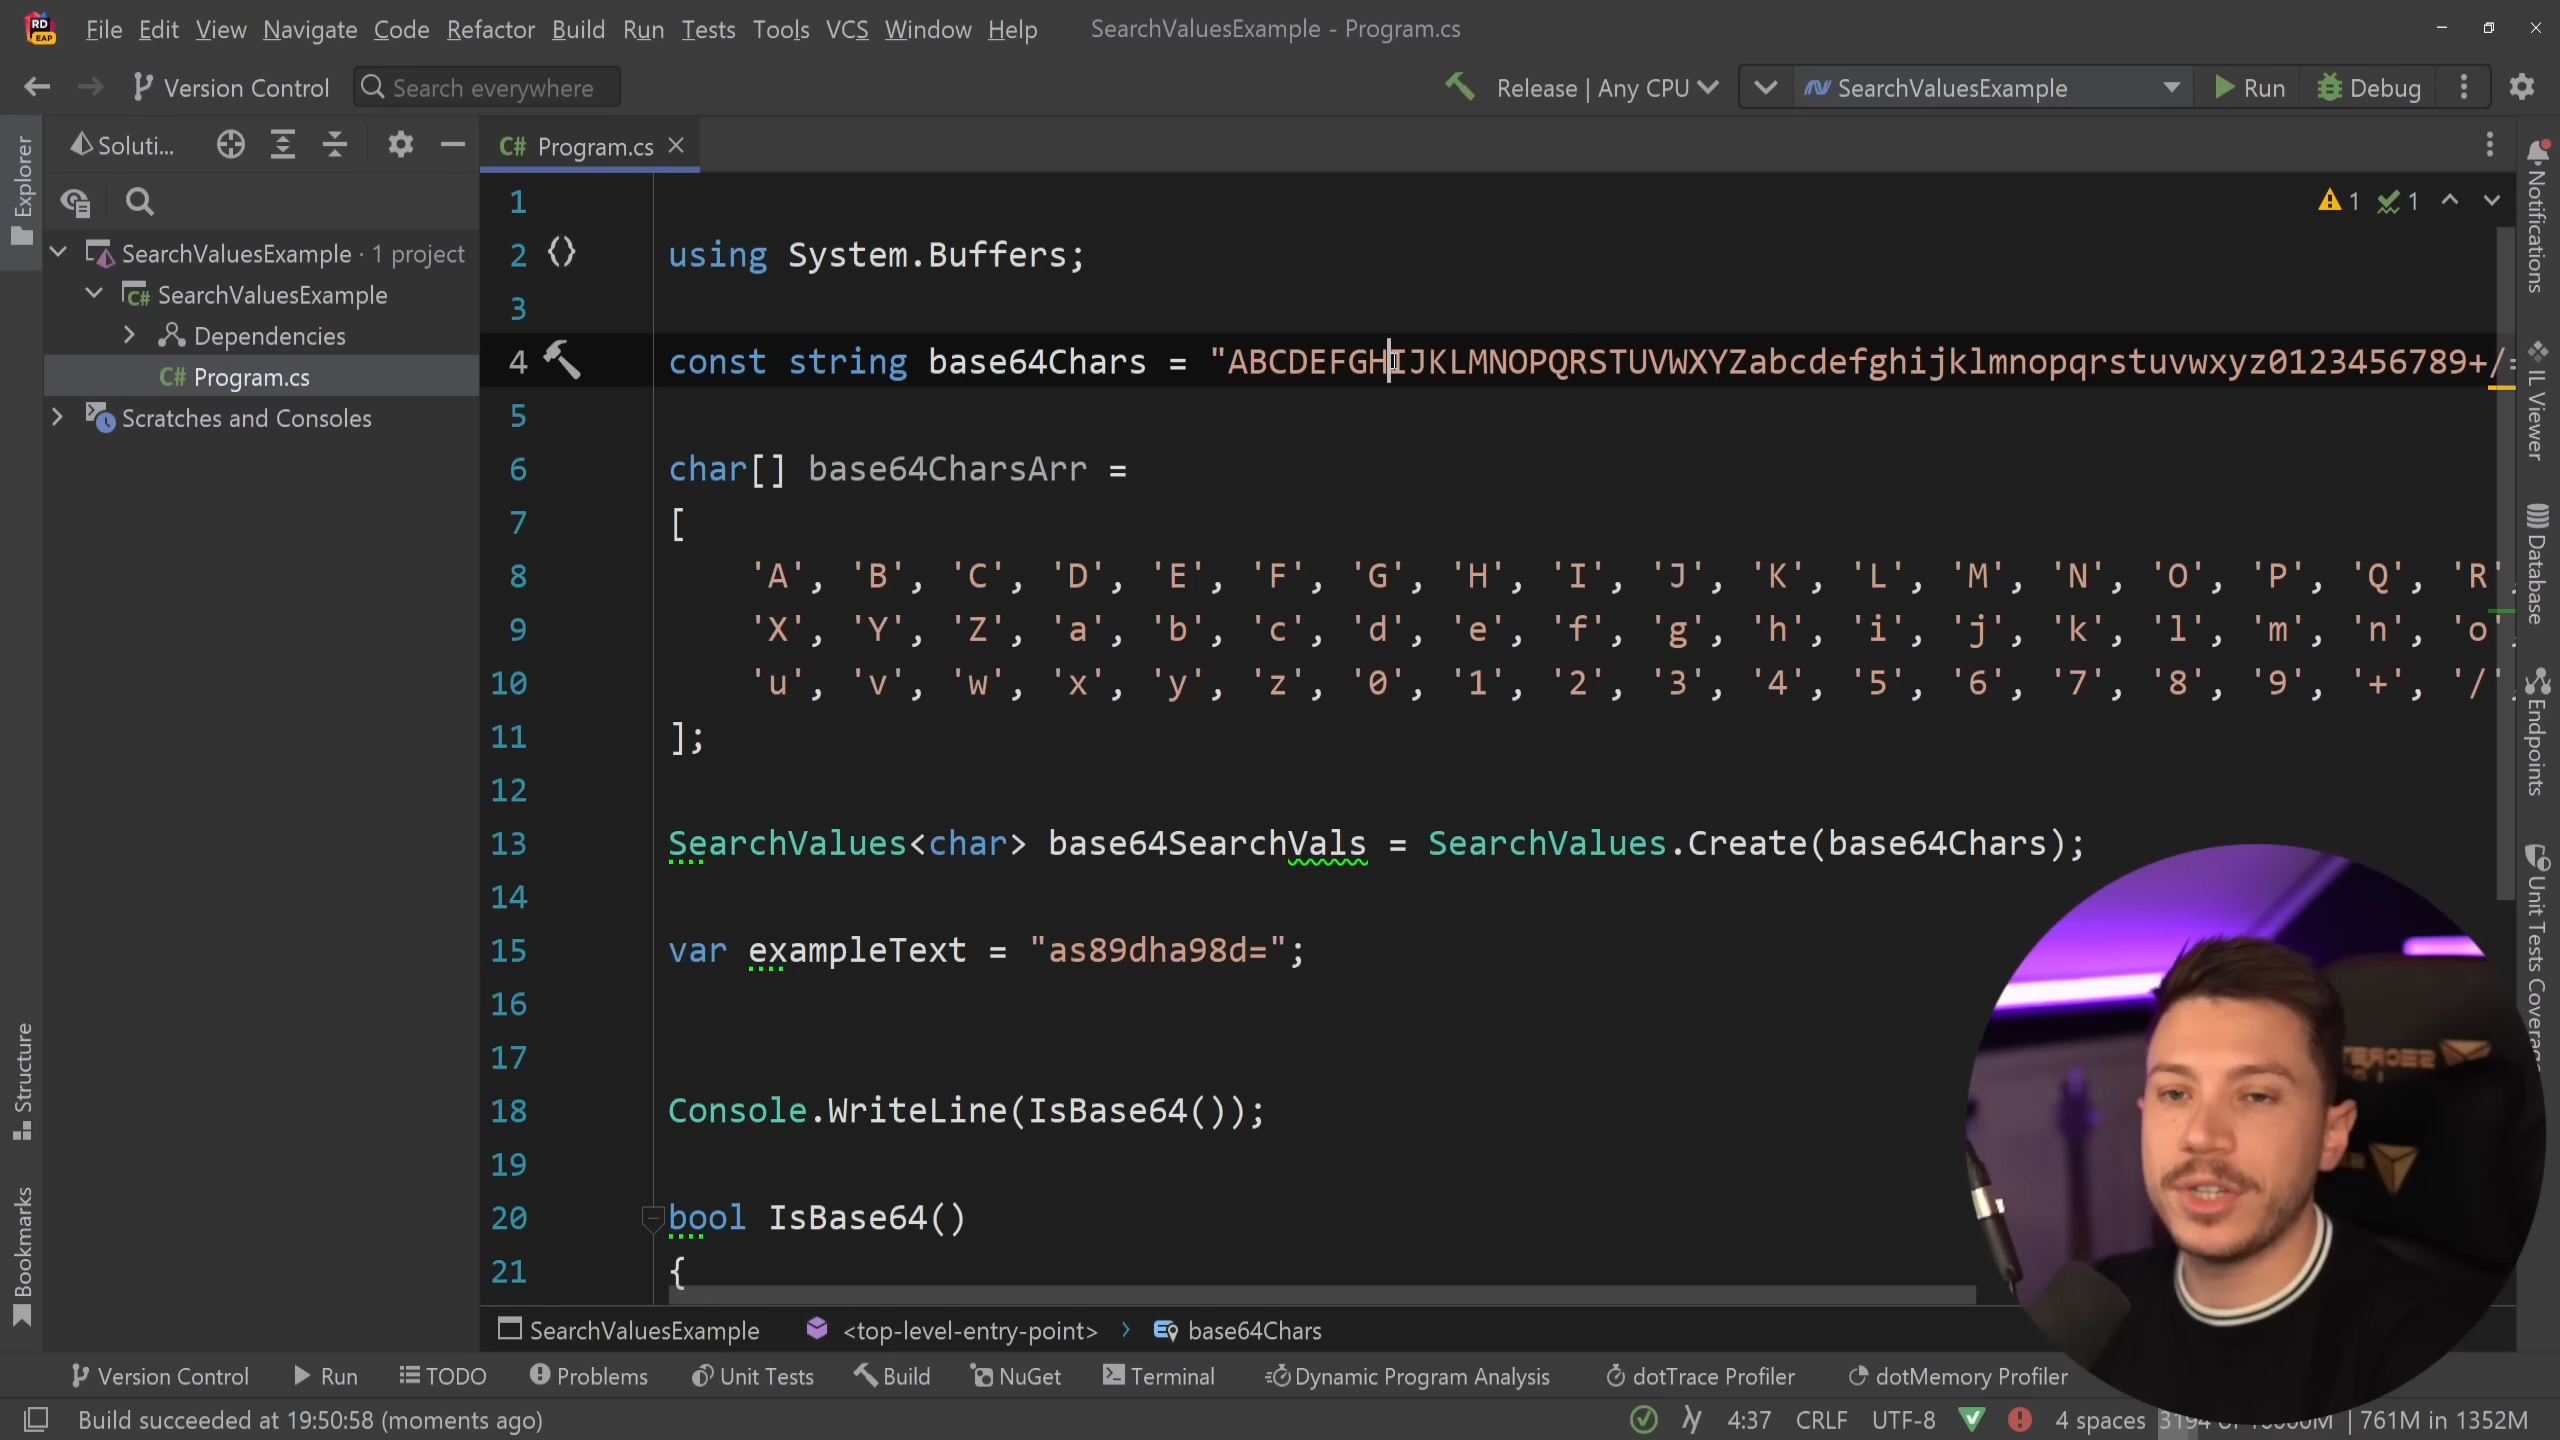 RD
EAP
File Edit View Navigate Code Refactor Build Run Tests Tools VCS Window Help SearchValuesExample - Program.cs
Version Control Search everywhere Release | Any CPU SearchValuesExample Run Debug
Soluti... C# Program.cs
Explorer
SearchValuesExample · 1 project
C# SearchValuesExample
Dependencies
C# Program.cs
Scratches and Consoles
Structure
Bookmarks
1
2 using System.Buffers;
3
4 const string base64Chars = "ABCDEFGHIJKLMNOPQRSTUVWXYZabcdefghijklmnopqrstuvwxyz0123456789+/=
5
6 char[] base64CharsArr =
7 [
8 'A', 'B', 'C', 'D', 'E', 'F', 'G', 'H', 'I', 'J', 'K', 'L', 'M', 'N', 'O', 'P', 'Q', 'R',
9 'X', 'Y', 'Z', 'a', 'b', 'c', 'd', 'e', 'f', 'g', 'h', 'i', 'j', 'k', 'l', 'm', 'n', 'o',
10 'u', 'v', 'w', 'x', 'y', 'z', '0', '1', '2', '3', '4', '5', '6', '7', '8', '9', '+', '/',
11 ];
12
13 SearchValues<char> base64SearchVals = SearchValues.Create(base64Chars);
14
15 var exampleText = "as89dha98d=";
16
17
18 Console.WriteLine(IsBase64());
19
20 bool IsBase64()
21 {
1 1
Notifications
IL Viewer
Database
Endpoints
Unit Tests Coverage
SearchValuesExample <top-level-entry-point> › base64Chars
Version Control Run TODO Problems Unit Tests Build NuGet Terminal Dynamic Program Analysis dotTrace Profiler dotMemory Profiler
Build succeeded at 19:50:58 (moments ago) 4:37 CRLF UTF-8 4 spaces 761M in 1352M